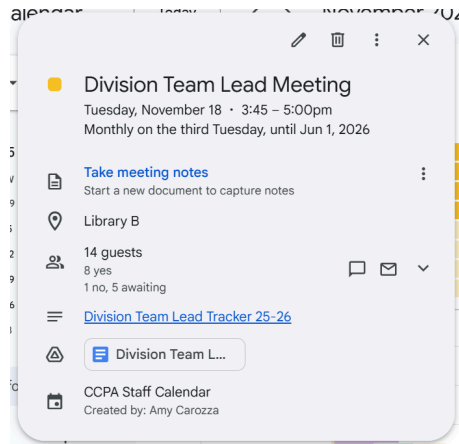 Today
Division Team Lead Meeting
Tuesday, November 18 • 3:45 – 5:00pm
Monthly on the third Tuesday, until Jun 1, 2026
Take meeting notes
Start a new document to capture notes
Library B
14 guests
8 yes
1 no, 5 awaiting
Division Team Lead Tracker 25-26
Division Team L...
CCPA Staff Calendar
Created by: Amy Carozza